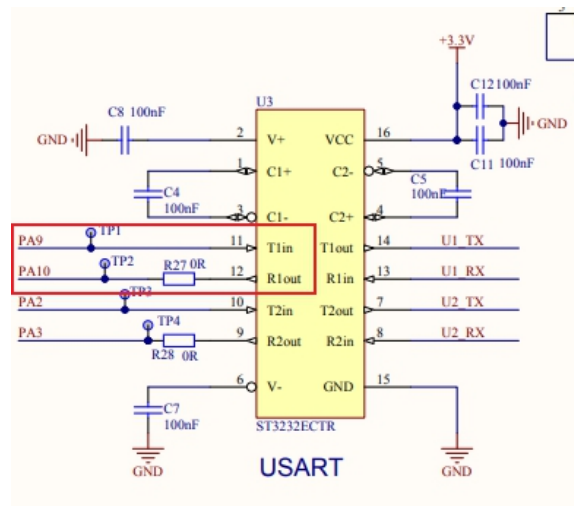 +3.3V
C12 100nF
U3
C8 100nF
GND
2 V+ VCC 16
GND
C11 100nF
1 C1+ C2- 5
C4
100nF
C5
100nF
3 C1- C2+ 4
TP1
PA9 11 T1in T1out 14 U1_TX
TP2
R27 0R
PA10 12 R1out R1in 13 U1_RX
TP3
PA2 10 T2in T2out 7 U2_TX
TP4
PA3 9 R2out R2in 8 U2_RX
R28 0R
6 V- GND 15
C7
100nF
ST3232ECTR
GND
USART
GND